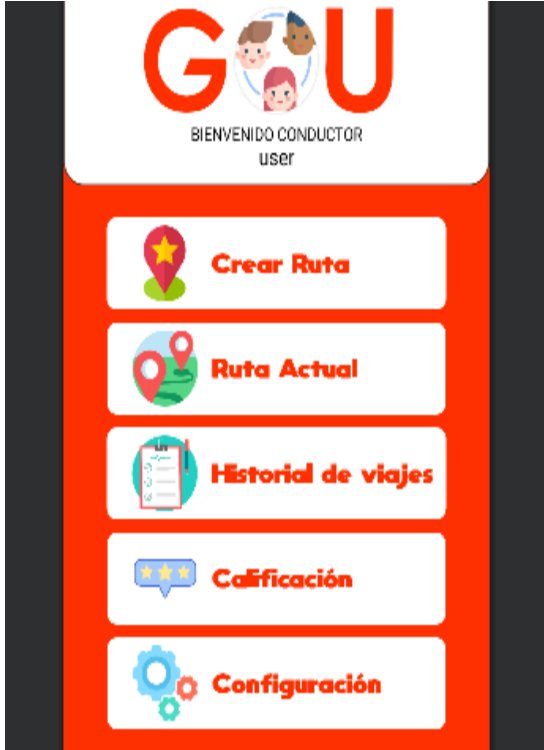 GOU
BIENVENIDO CONDUCTOR
user
Crear Ruta
Ruta Actual
Historial de viajes
Calificación
Configuración